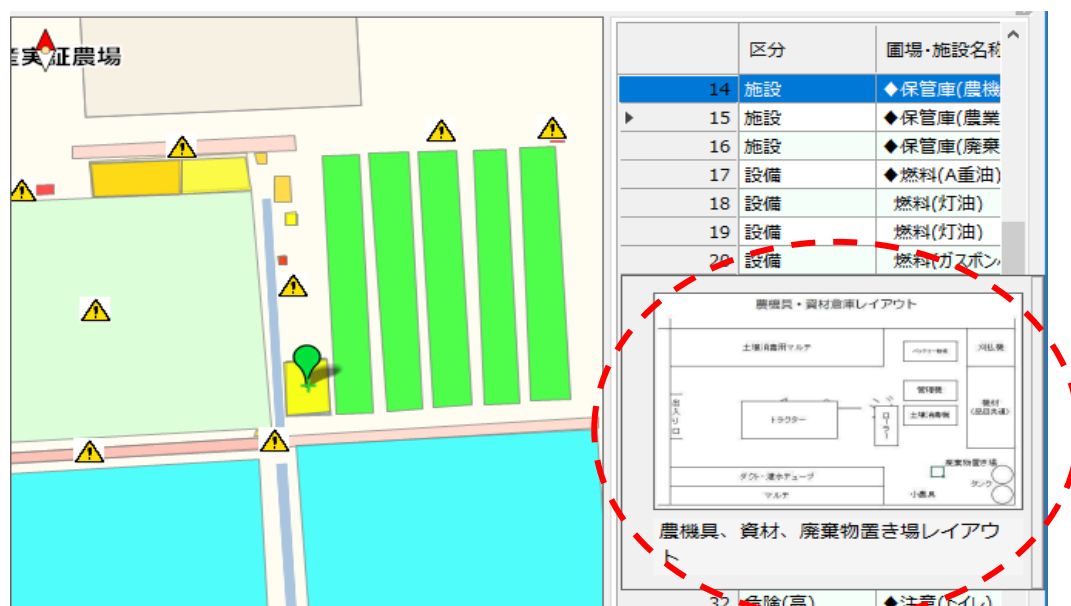 実証農場
区分 圃場・施設名称
14 施設 ◆保管庫(農機
15 施設 ◆保管庫(農業
16 施設 ◆保管庫(廃棄
17 設備 ◆燃料(A重油)
18 設備 燃料(灯油)
19 設備 燃料(灯油)
20 設備 燃料(ガスボン
農機具・資材倉庫レイアウト
土壌消毒用マルチ
刈払機
管理機
出入り口
トラクター
ローラー
土壌消毒機
機材
(品目共通)
廃棄物置き場
ダクト・灌水チューブ
タンク
マルチ
小農具
農機具、資材、廃棄物置き場レイアウ
ト
32 危険(高) ◆注意(トイレ)